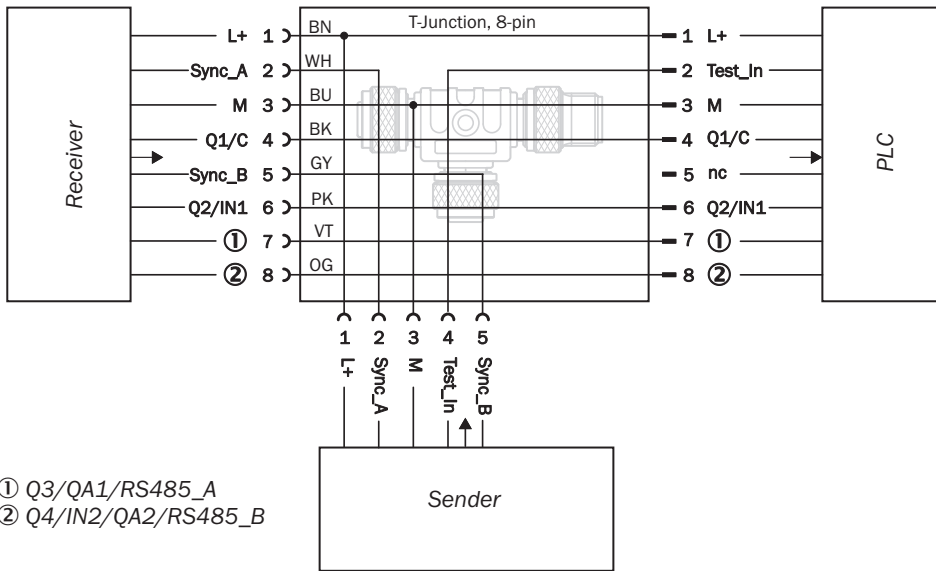 T-Junction, 8-pin
L+ 1 BN 1 L+
Sync_A 2 WH 2 Test_In
M 3 BU 3 M
Q1/C 4 BK 4 Q1/C
Sync_B 5 GY 5 nc
Q2/IN1 6 PK 6 Q2/IN1
① 7 VT 7 ①
② 8 OG 8 ②
Receiver
PLC
1 2 3 4 5
L+ Sync_A M Test_In Sync_B
Sender
① Q3/QA1/RS485_A
② Q4/IN2/QA2/RS485_B